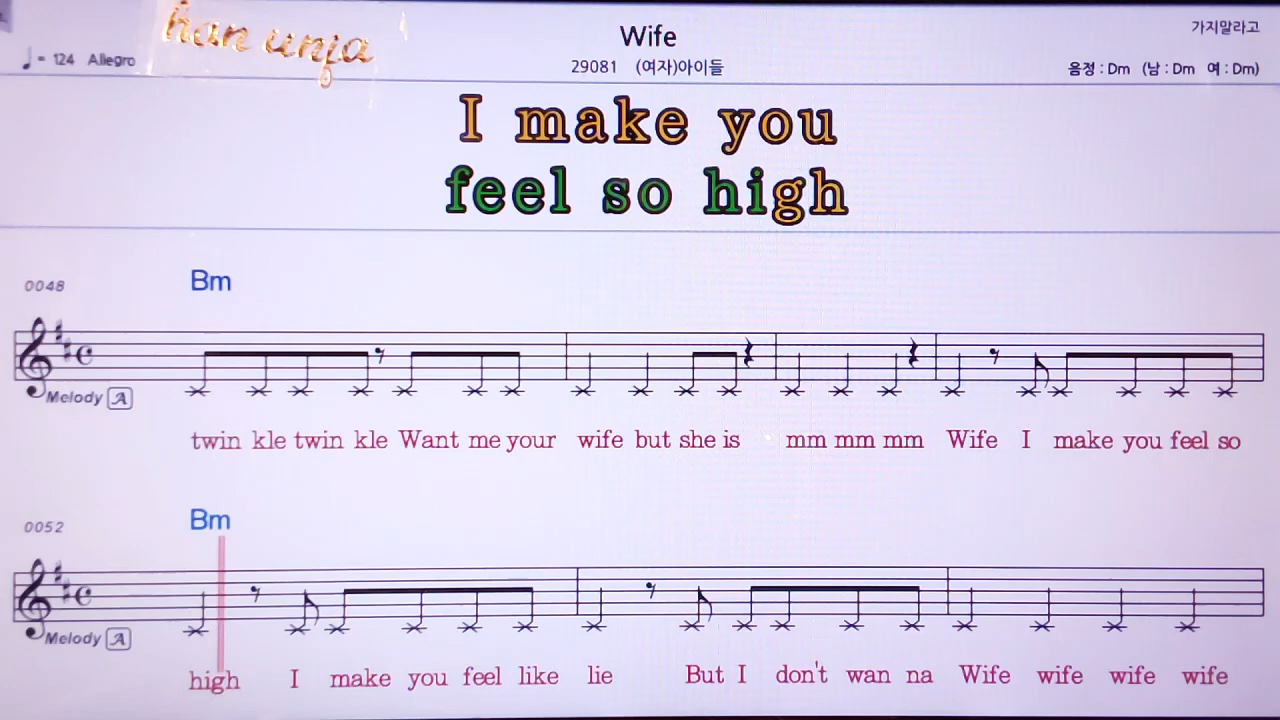 han unja
Wife
가지말라고
♩= 124 Allegro
29081 (여자)아이들
음정 : Dm (남 : Dm 여 : Dm)
I make you
feel so high
0048
Bm
Melody A
twin kle twin kle Want me your wife but she is mm mm mm Wife I make you feel so
0052
Bm
Melody A
high I make you feel like lie But I don't wan na Wife wife wife wife